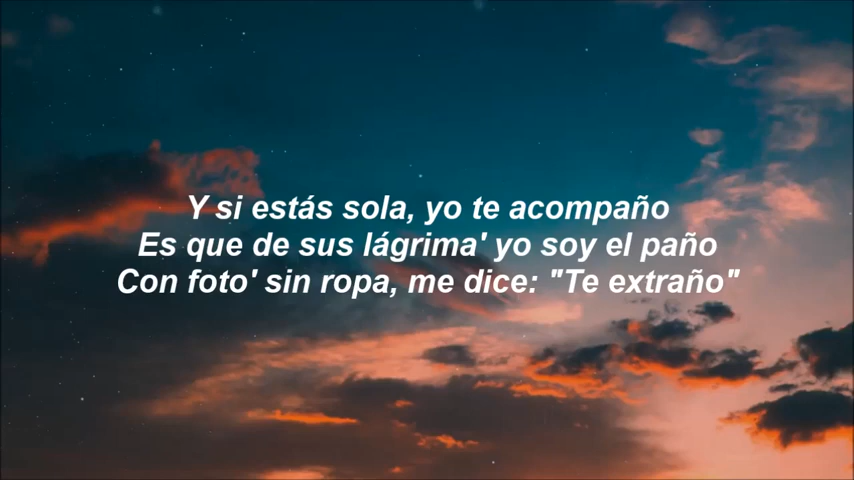 Y si estás sola, yo te acompaño
Es que de sus lágrima' yo soy el paño
Con foto' sin ropa, me dice: "Te extraño"